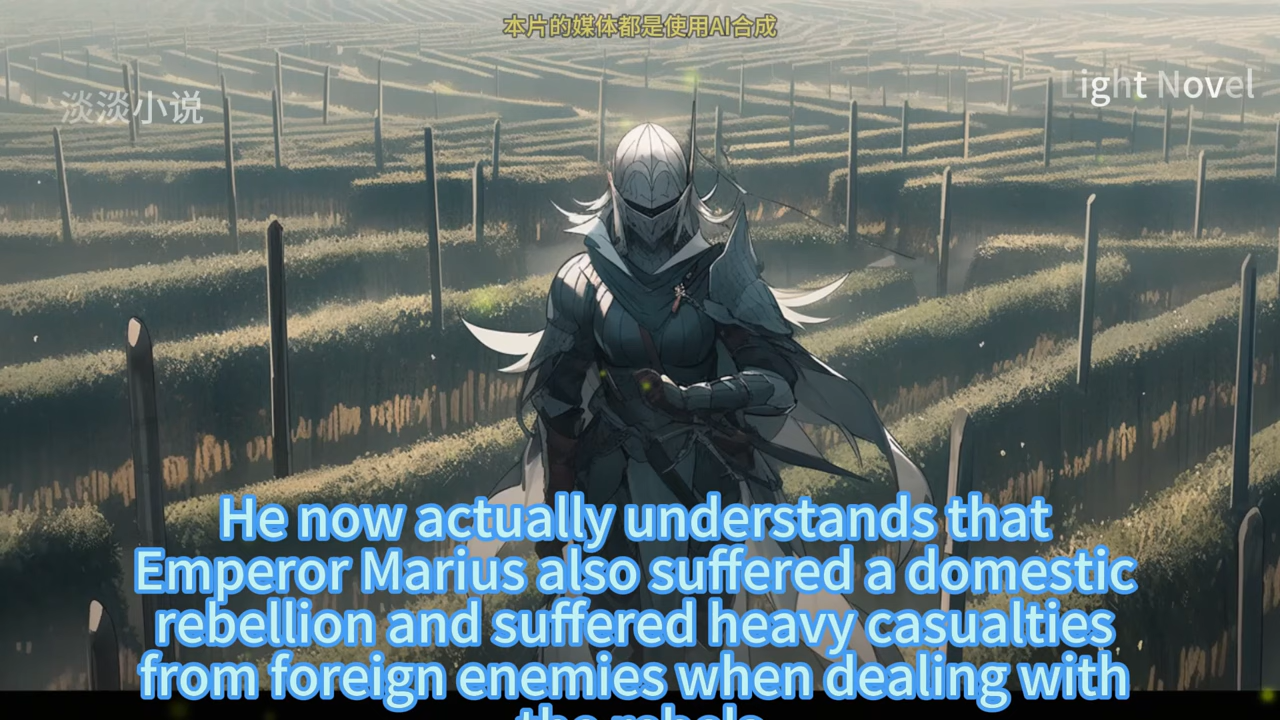 本片的媒体都是使用AI合成
淡淡小说
Light Novel
He now actually understands that
Emperor Marius also suffered a domestic
rebellion and suffered heavy casualties
from foreign enemies when dealing with
the rebels